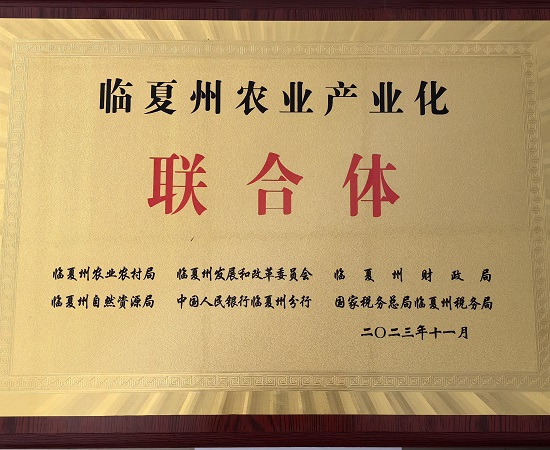 临夏州农业产业化
联合体
临夏州农业农村局 临夏州发展和改革委员会 临夏州财政局
临夏州自然资源局 中国人民银行临夏州分行 国家税务总局临夏州税务局
二〇二三年十一月